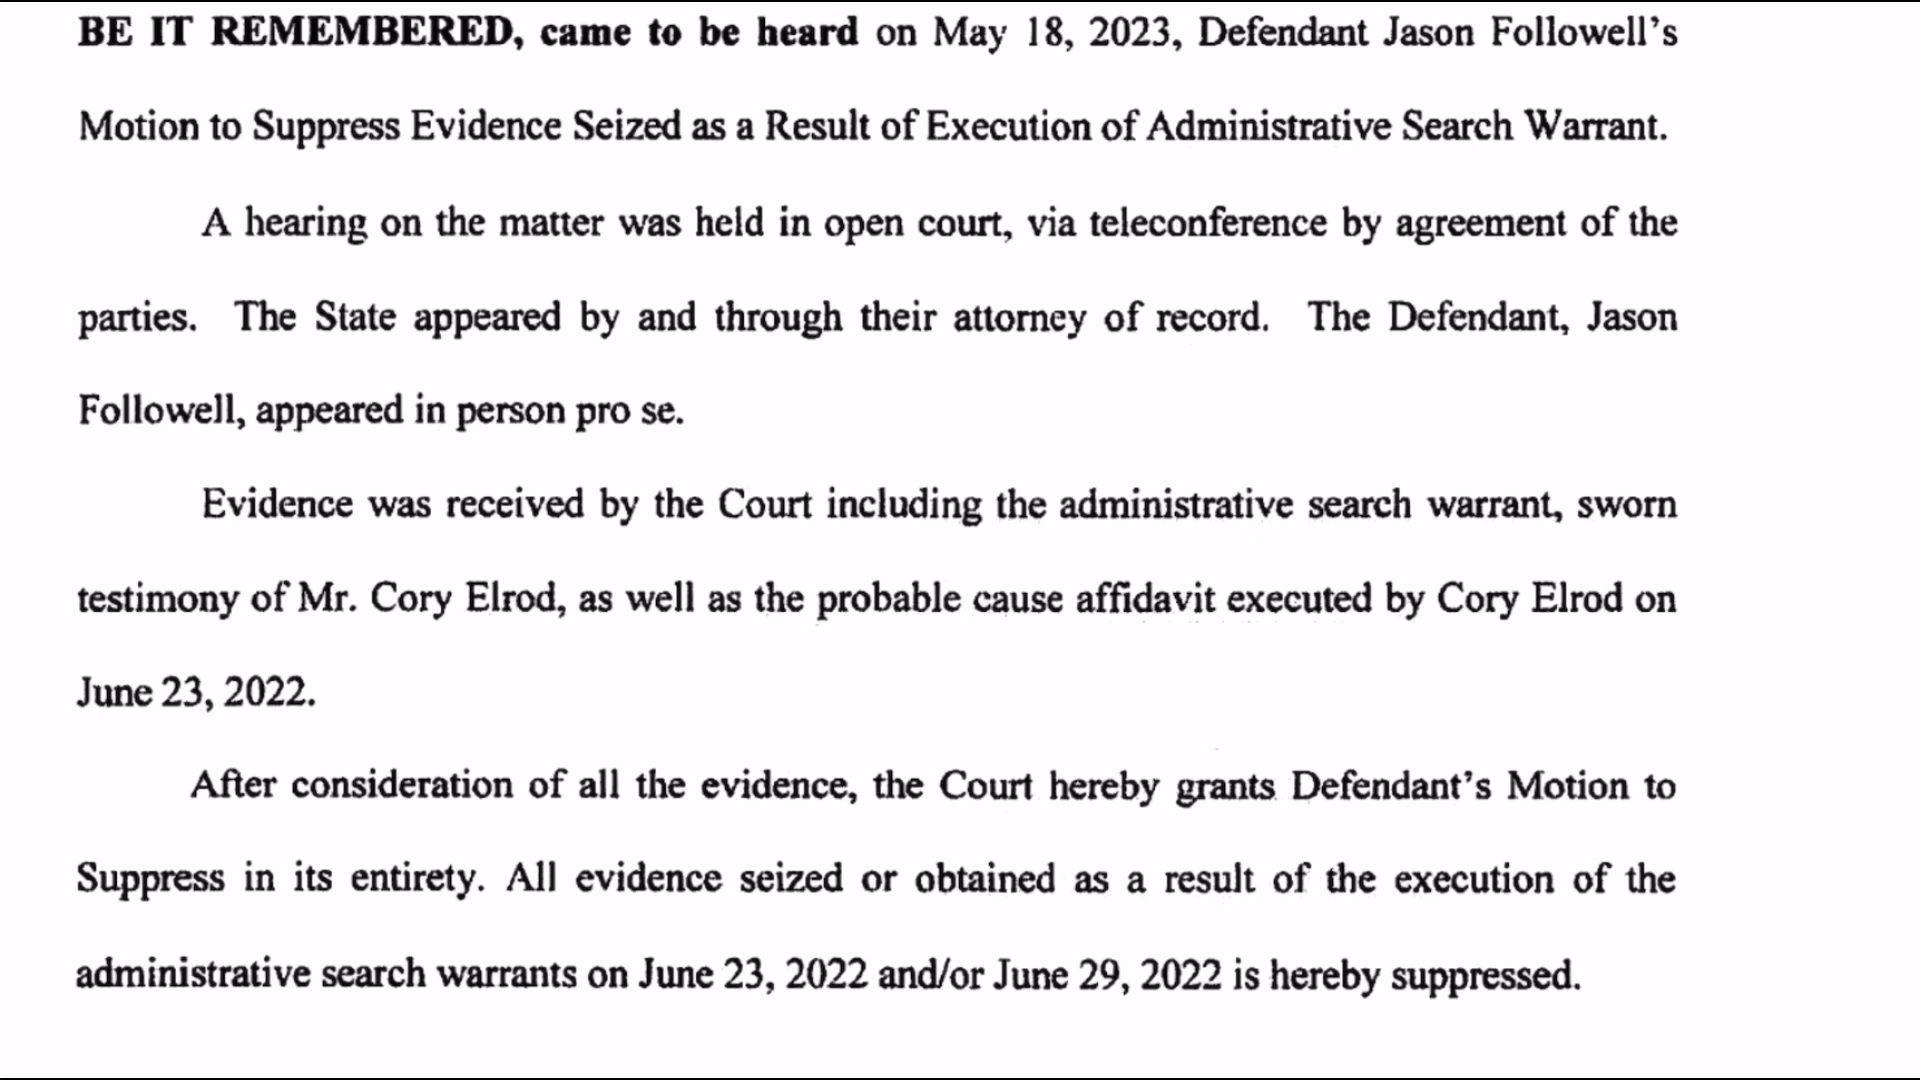 BE IT REMEMBERED, came to be heard on May 18, 2023, Defendant Jason Followell's
Motion to Suppress Evidence Seized as a Result of Execution of Administrative Search Warrant.
A hearing on the matter was held in open court, via teleconference by agreement of the
parties. The State appeared by and through their attorney of record. The Defendant, Jason
Followell, appeared in person pro se.
Evidence was received by the Court including the administrative search warrant, sworn
testimony of Mr. Cory Elrod, as well as the probable cause affidavit executed by Cory Elrod on
June 23, 2022.
After consideration of all the evidence, the Court hereby grants Defendant's Motion to
Suppress in its entirety. All evidence seized or obtained as a result of the execution of the
administrative search warrants on June 23, 2022 and/or June 29, 2022 is hereby suppressed.